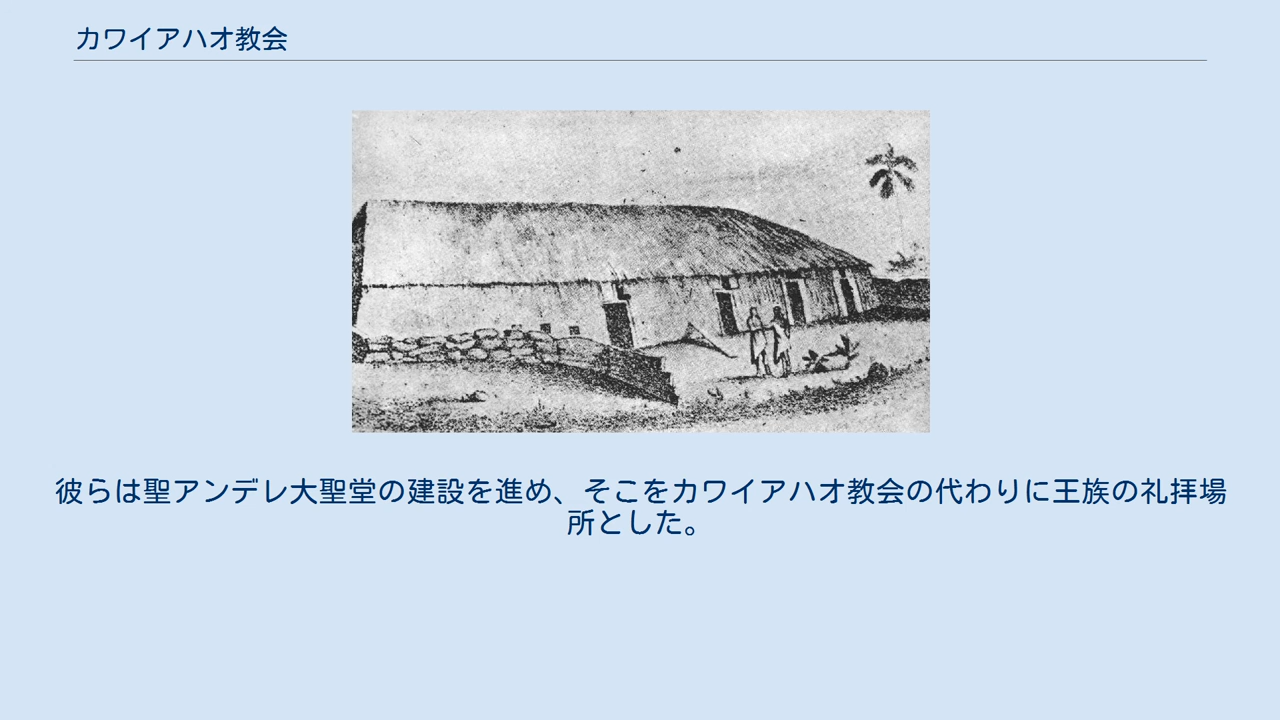 カワイアハオ教会
彼らは聖アンデレ大聖堂の建設を進め、そこをカワイアハオ教会の代わりに王族の礼拝場
所とした。